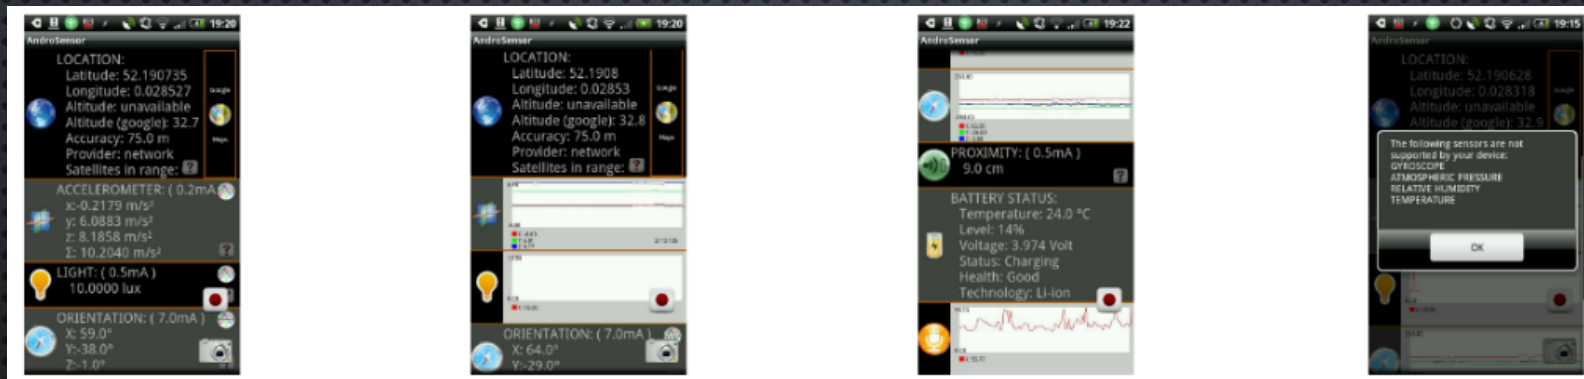 19:20
AndroSensor
LOCATION:
Latitude: 52.190735
Longitude: 0.028527
Altitude: unavailable
Altitude (google): 32.7
Accuracy: 75.0 m
Provider: network
Satellites in range:
Google
Maps
ACCELEROMETER: ( 0.2mA
x:-0.2179 m/s²
y: 6.0883 m/s²
z: 8.1858 m/s²
Σ: 10.2040 m/s²
LIGHT: ( 0.5mA )
10.0000 lux
ORIENTATION: ( 7.0mA )
X: 59.0°
Y:-38.0°
Z:-1.0°
19:20
AndroSensor
LOCATION:
Latitude: 52.1908
Longitude: 0.02853
Altitude: unavailable
Altitude (google): 32.8
Accuracy: 75.0 m
Provider: network
Satellites in range:
Google
Maps
ORIENTATION: ( 7.0mA )
X: 64.0°
Y:-29.0°
19:22
AndroSensor
PROXIMITY: ( 0.5mA )
9.0 cm
BATTERY STATUS:
Temperature: 24.0 °C
Level: 14%
Voltage: 3.974 Volt
Status: Charging
Health: Good
Technology: Li-ion
19:15
AndroSensor
LOCATION:
Latitude: 52.190628
Longitude: 0.028318
Altitude: unavailable
Altitude (google): 32.9
The following sensors are not
supported by your device:
GYROSCOPE
ATMOSPHERIC PRESSURE
RELATIVE HUMIDITY
TEMPERATURE
OK